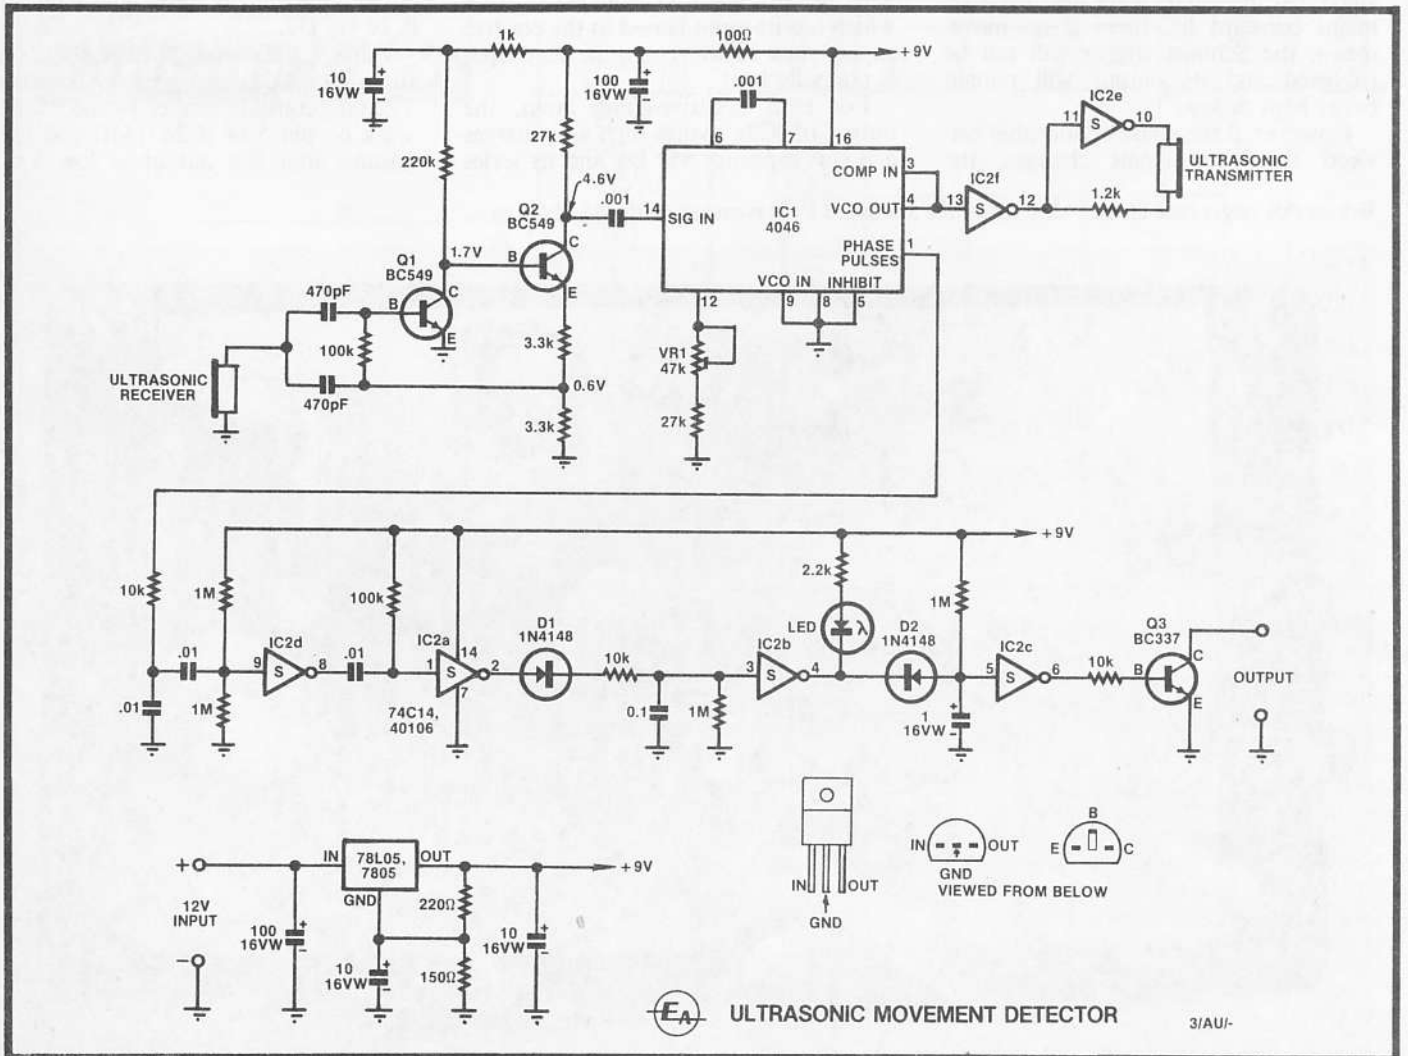 1k
100Ω
+9V
10
16VW
100
16VW
.001
27k
220k
6
7
16
IC2e
11
S
10
ULTRASONIC
TRANSMITTER
COMP IN
3
4.6V
.001
14
SIG IN
IC1
4046
VCO OUT
4
13
IC2f
S
12
1.2k
Q2
BC549
C
B
E
1.7V
PHASE
PULSES
1
Q1
BC549
C
B
E
VCO IN
INHIBIT
12
9
8
5
470pF
100k
470pF
ULTRASONIC
RECEIVER
3.3k
0.6V
3.3k
VR1
47k
27k
+9V
10k
1M
100k
2.2k
1M
IC2d
9
S
8
.01
.01
.01
1M
IC2a
1
S
14
2
7
74C14,
40106
D1
1N4148
10k
0.1
1M
IC2b
3
S
4
LED
λ
D2
1N4148
1
16VW
IC2c
5
S
6
10k
Q3
BC337
B
C
E
OUTPUT
12V
INPUT
100
16VW
IN
78L05,
7805
OUT
GND
+9V
220Ω
10
16VW
150Ω
10
16VW
IN
OUT
GND
IN
OUT
GND
B
E
C
VIEWED FROM BELOW
EA
ULTRASONIC MOVEMENT DETECTOR
3/AU/-